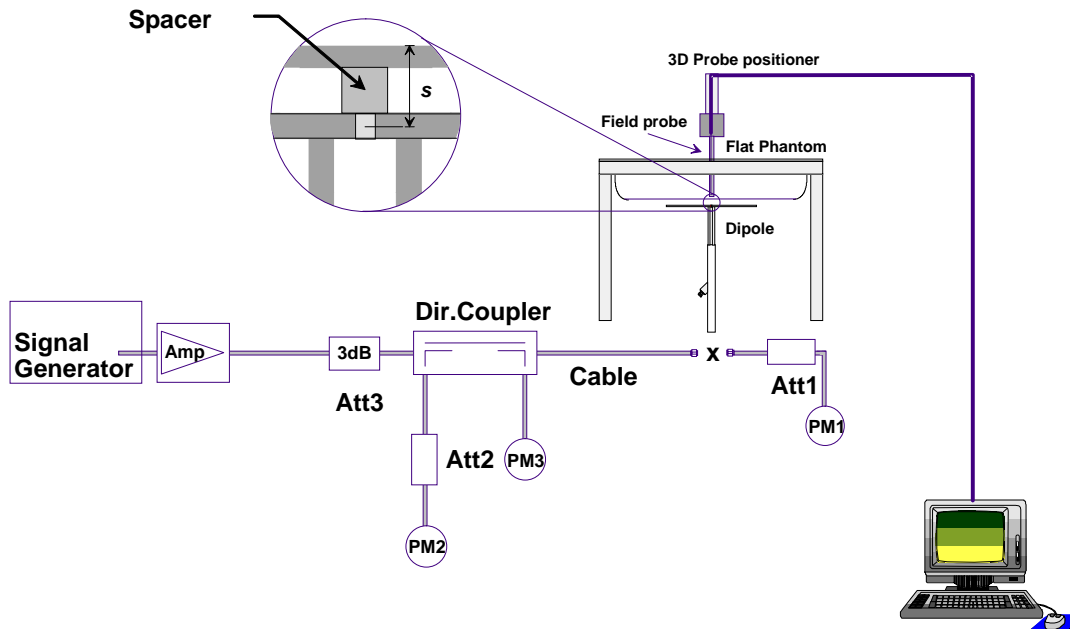 Spacer
s
3D Probe positioner
Field probe
Flat Phantom
Dipole
Signal
Generator
Amp
3dB
Att3
Dir.Coupler
Cable
x
Att1
PM1
Att2
PM3
PM2